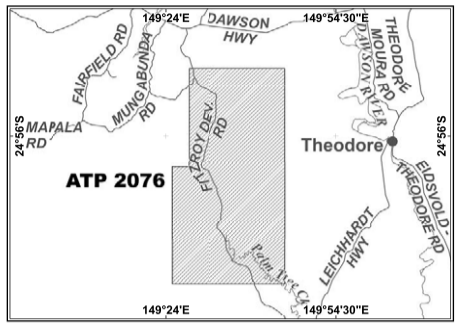 149°24'E
149°54'30"E
DAWSON
HWY
FAIRFIELD RD
MUNGABUNDA
RD
THEODORE
MOURA RD
DAWSON RIVER
24°56'S
24°56'S
MAPALA
RD
FITZROY DEV.
RD
Theodore
ATP 2076
EIDSVOLD-
THEODORE RD
LEICHHARDT
HWY
Palm Tree Ck
149°24'E
149°54'30"E